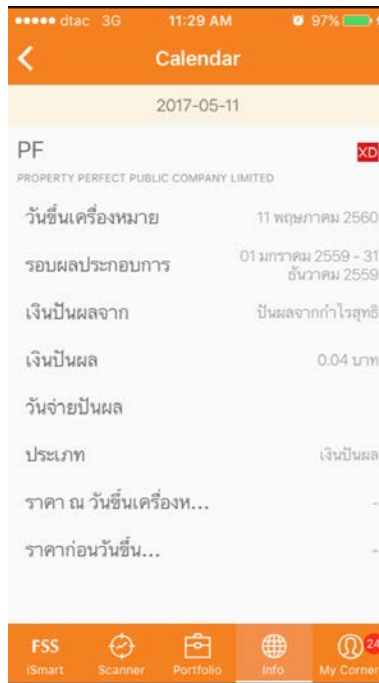 dtac 3G 11:29 AM 97%
Calendar
2017-05-11
PF XD
PROPERTY PERFECT PUBLIC COMPANY LIMITED
วันขึ้นเครื่องหมาย 11 พฤษภาคม 2560
รอบผลประกอบการ 01 มกราคม 2559 - 31
ธันวาคม 2559
เงินปันผลจาก ปันผลจากกำไรสุทธิ
เงินปันผล 0.04 บาท
วันจ่ายปันผล
ประเภท เงินปันผล
ราคา ณ วันขึ้นเครื่องห... -
ราคาก่อนวันขึ้น... -
FSS 24
iSmart Scanner Portfolio Info My Corner